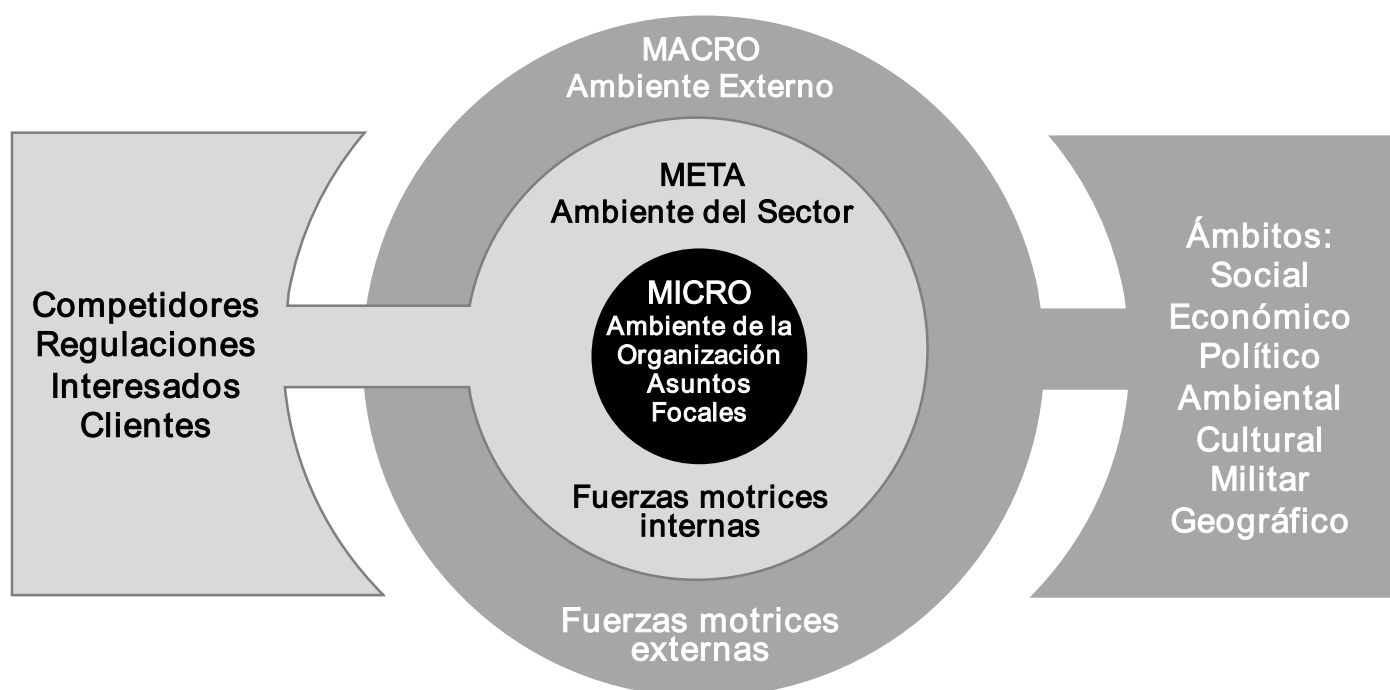 MACRO
Ambiente Externo
META
Ambiente del Sector
MICRO
Ambiente de la
Organización
Asuntos
Focales
Fuerzas motrices
internas
Fuerzas motrices
externas
Competidores
Regulaciones
Interesados
Clientes
Ámbitos:
Social
Económico
Político
Ambiental
Cultural
Militar
Geográfico